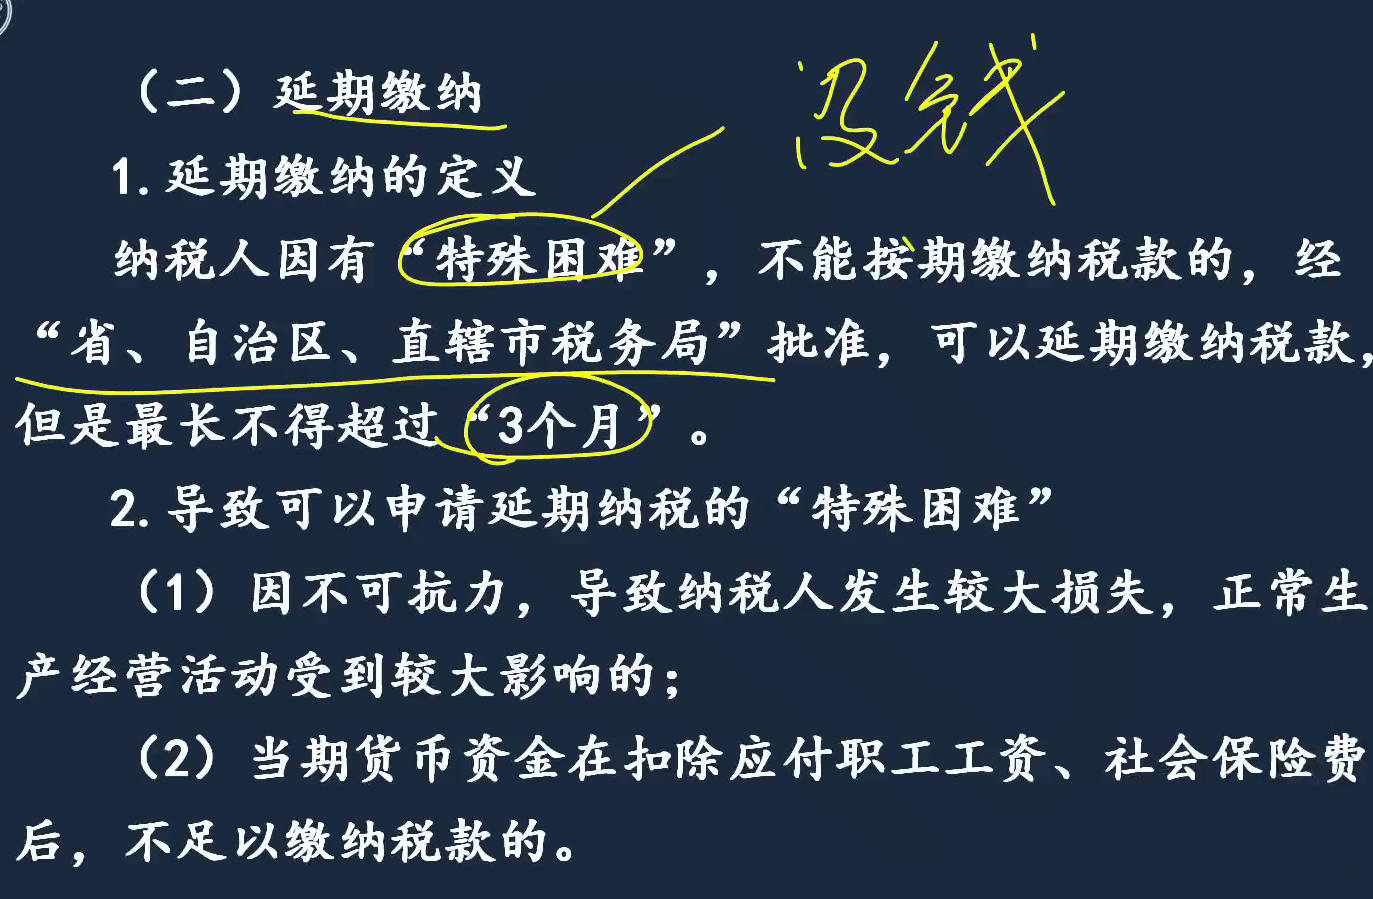 （二）延期缴纳
没钱
1.延期缴纳的定义
纳税人因有“特殊困难”，不能按期缴纳税款的，经
“省、自治区、直辖市税务局”批准，可以延期缴纳税款，
但是最长不得超过“3个月”。
2.导致可以申请延期纳税的“特殊困难”
（1）因不可抗力，导致纳税人发生较大损失，正常生
产经营活动受到较大影响的；
（2）当期货币资金在扣除应付职工工资、社会保险费
后，不足以缴纳税款的。